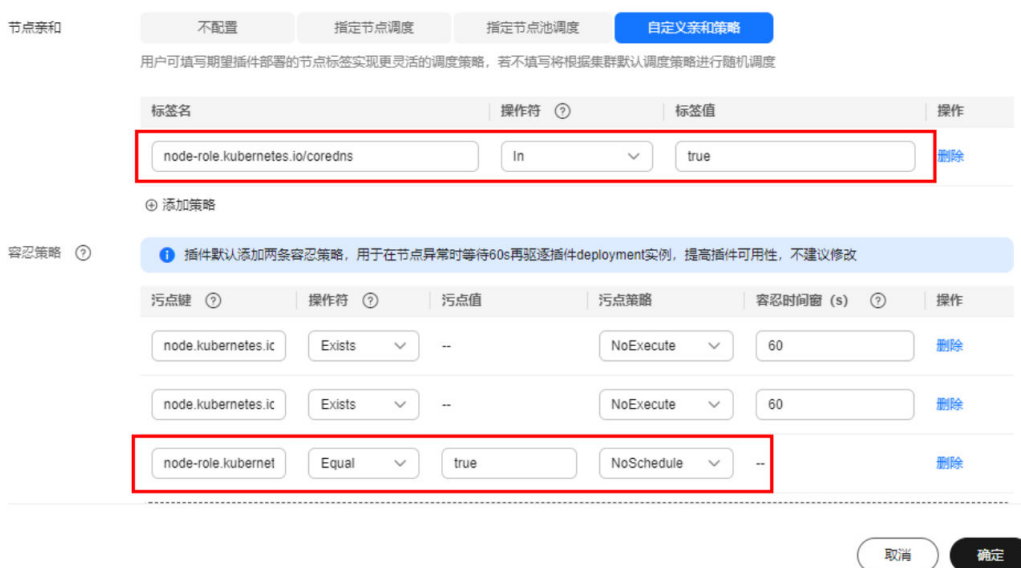 节点亲和 不配置 指定节点调度 指定节点池调度 自定义亲和策略
用户可填写期望插件部署的节点标签实现更灵活的调度策略，若不填写将根据集群默认调度策略进行随机调度
标签名 操作符 ? 标签值 操作
node-role.kubernetes.io/coredns In true 删除
添加策略
容忍策略 ? 插件默认添加两条容忍策略，用于在节点异常时等待60s再驱逐插件deployment实例，提高插件可用性，不建议修改
污点键 ? 操作符 ? 污点值 污点策略 容忍时间窗（s） ? 操作
node.kubernetes.ic Exists -- NoExecute 60 删除
node.kubernetes.ic Exists -- NoExecute 60 删除
node-role.kubernet Equal true NoSchedule -- 删除
取消 确定